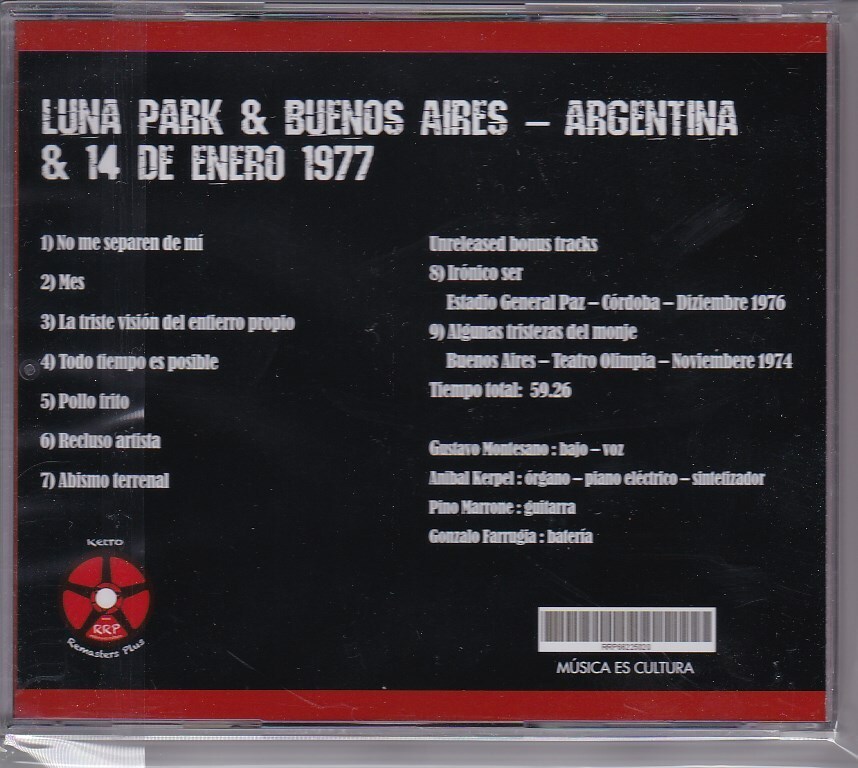 LUNA PARK & BUENOS AIRES – ARGENTINA
& 14 DE ENERO 1977
1) No me separen de mí
2) Mes
3) La triste visión del entierro propio
4) Todo tiempo es posible
5) Pollo frito
6) Recluso artista
7) Abismo terrenal
Unreleased bonus tracks
8) Irónico ser
Estadio General Paz – Córdoba – Diziembre 1976
9) Algunas tristezas del monje
Buenos Aires – Teatro Olimpia – Noviembere 1974
Tiempo total: 59.26
Gustavo Montesano : bajo – voz
Aníbal Kerpel : órgano – piano eléctrico – sintetizador
Pino Marrone : guitarra
Gonzalo Farrugia : batería
RRP
Remasters Plus
MÚSICA ES CULTURA